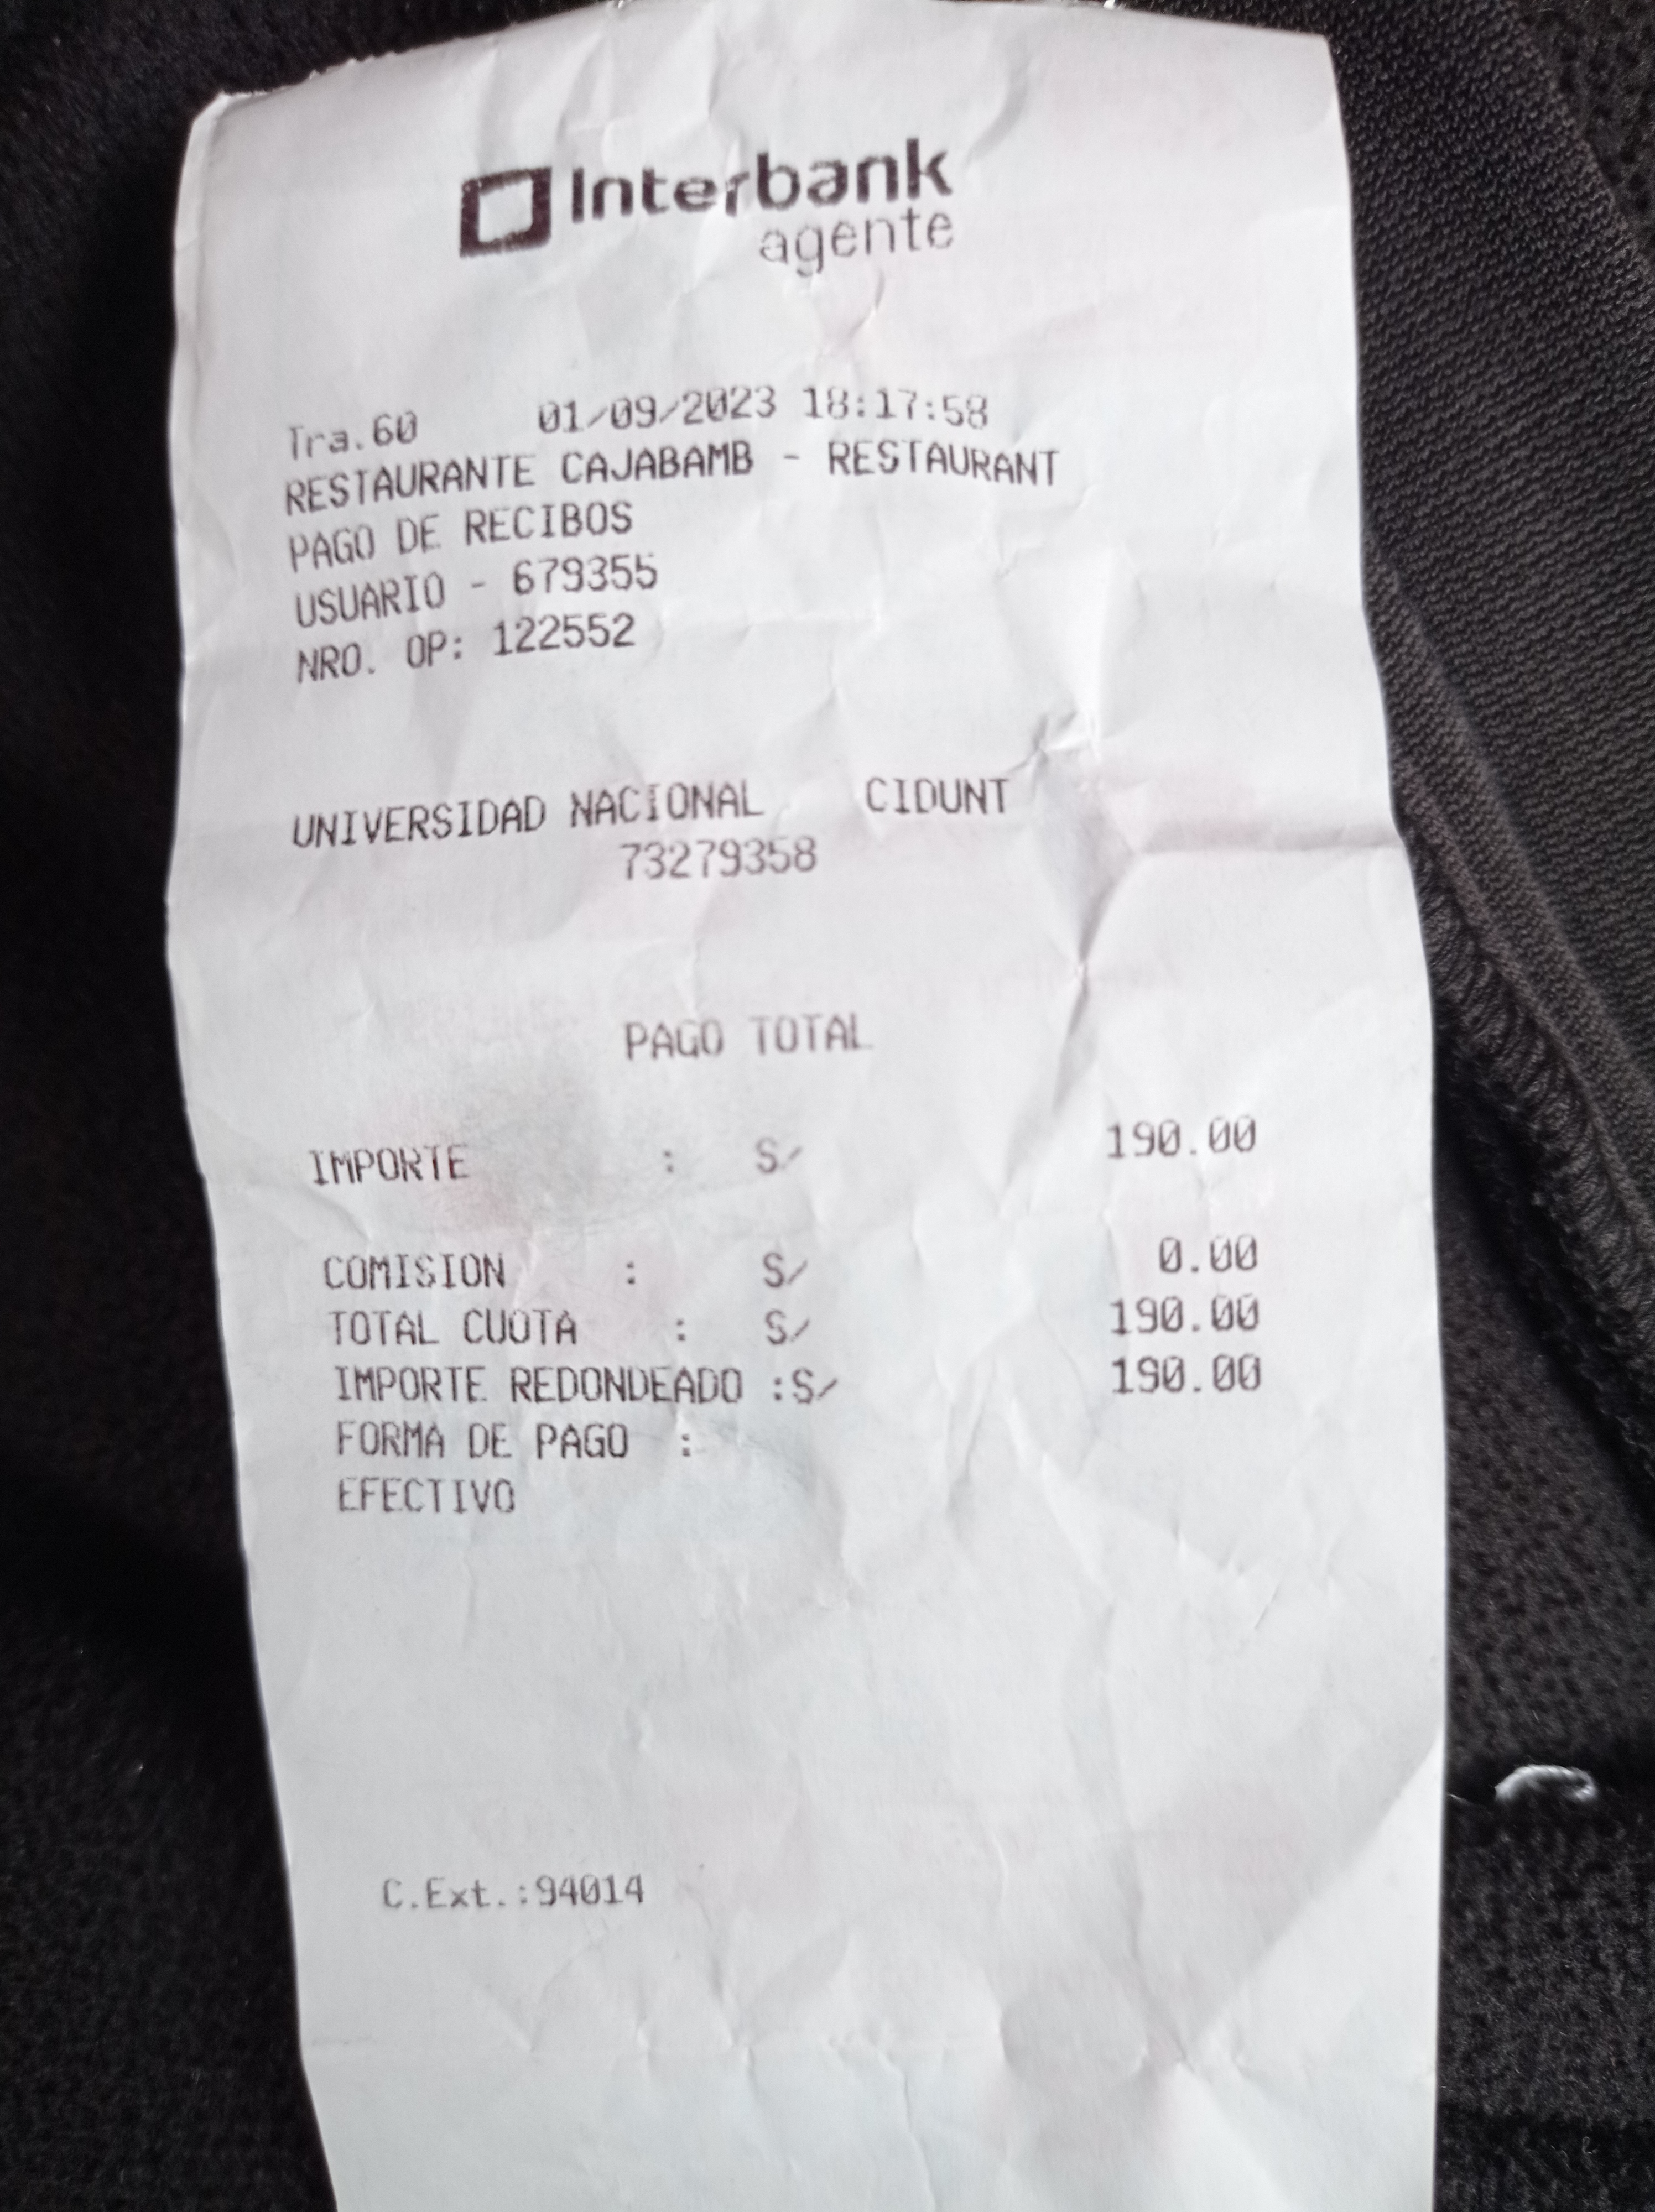 Interbank
agente
Tra.60 01/09/2023 18:17:58
RESTAURANTE CAJABAMB - RESTAURANT
PAGO DE RECIBOS
USUARIO - 679355
NRO. OP: 122552
UNIVERSIDAD NACIONAL CIDUNT
73279358
PAGO TOTAL
IMPORTE : S/ 190.00
COMISION : S/ 0.00
TOTAL CUOTA : S/ 190.00
IMPORTE REDONDEADO :S/ 190.00
FORMA DE PAGO :
EFECTIVO
C.Ext.:94014